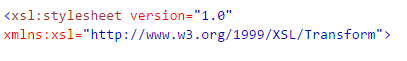 <xsl:stylesheet version="1.0"
xmlns:xsl="http://www.w3.org/1999/XSL/Transform">